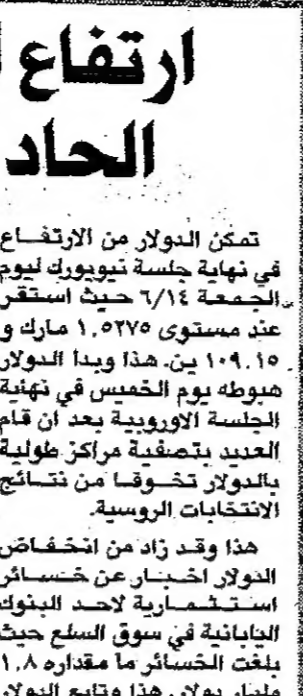 ارتفاع
الحاد
تمكن الدولار من الارتفاع
في نهاية جلسة نيويورك ليوم
الجمعة ٦/١٤ حيث استقر
عند مستوى ١,٥٢٧٥ مارك و
١٠٩,١٥ ين. هذا وبدا الدولار
هبوطه يوم الخميس في نهاية
الجلسة الاوروبية بعد ان قام
العديد بتصفية مراكز طولية
بالدولار تخوفا من نتائج
الانتخابات الروسية.
هذا وقد زاد من انخفاض
الدولار اخبار عن خسائر
استثمارية لاحد البنوك
اليابانية في سوق السلع حيث
بلغت الخسائر ما مقداره ١,٨
مليار دولار. هذا وتابع الدولار